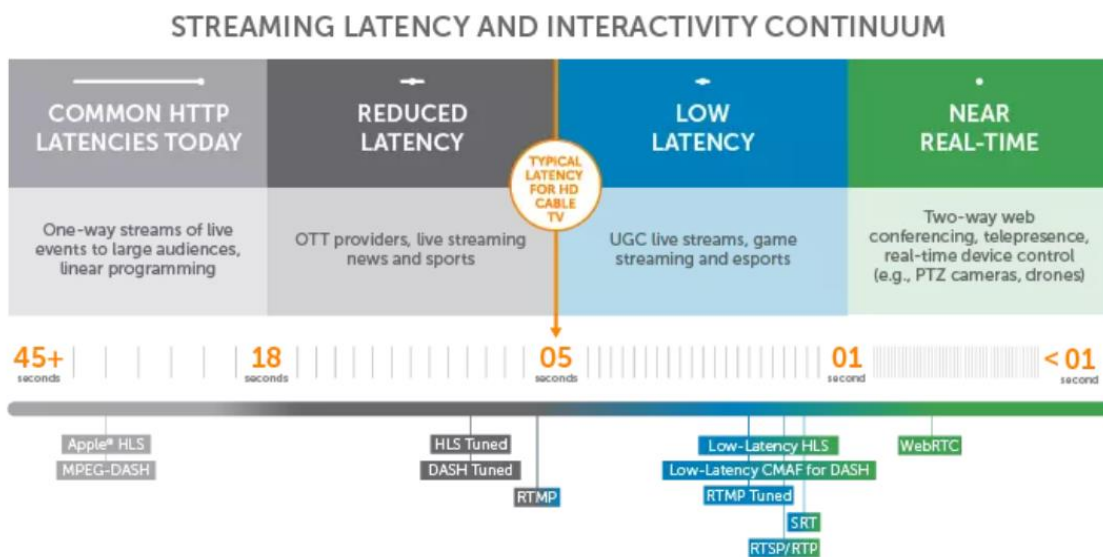 STREAMING LATENCY AND INTERACTIVITY CONTINUUM
COMMON HTTP
LATENCIES TODAY
REDUCED
LATENCY
LOW
LATENCY
NEAR
REAL-TIME
TYPICAL
LATENCY
FOR HD
CABLE
TV
One-way streams of live
events to large audiences,
linear programming
OTT providers, live streaming
news and sports
UGC live streams, game
streaming and esports
Two-way web
conferencing, telepresence,
real-time device control
(e.g., PTZ cameras, drones)
45+
seconds
18
seconds
05
seconds
01
second
< 01
second
Apple® HLS
MPEG-DASH
HLS Tuned
DASH Tuned
RTMP
Low-Latency HLS
Low-Latency CMAF for DASH
RTMP Tuned
SRT
RTSP/RTP
WebRTC